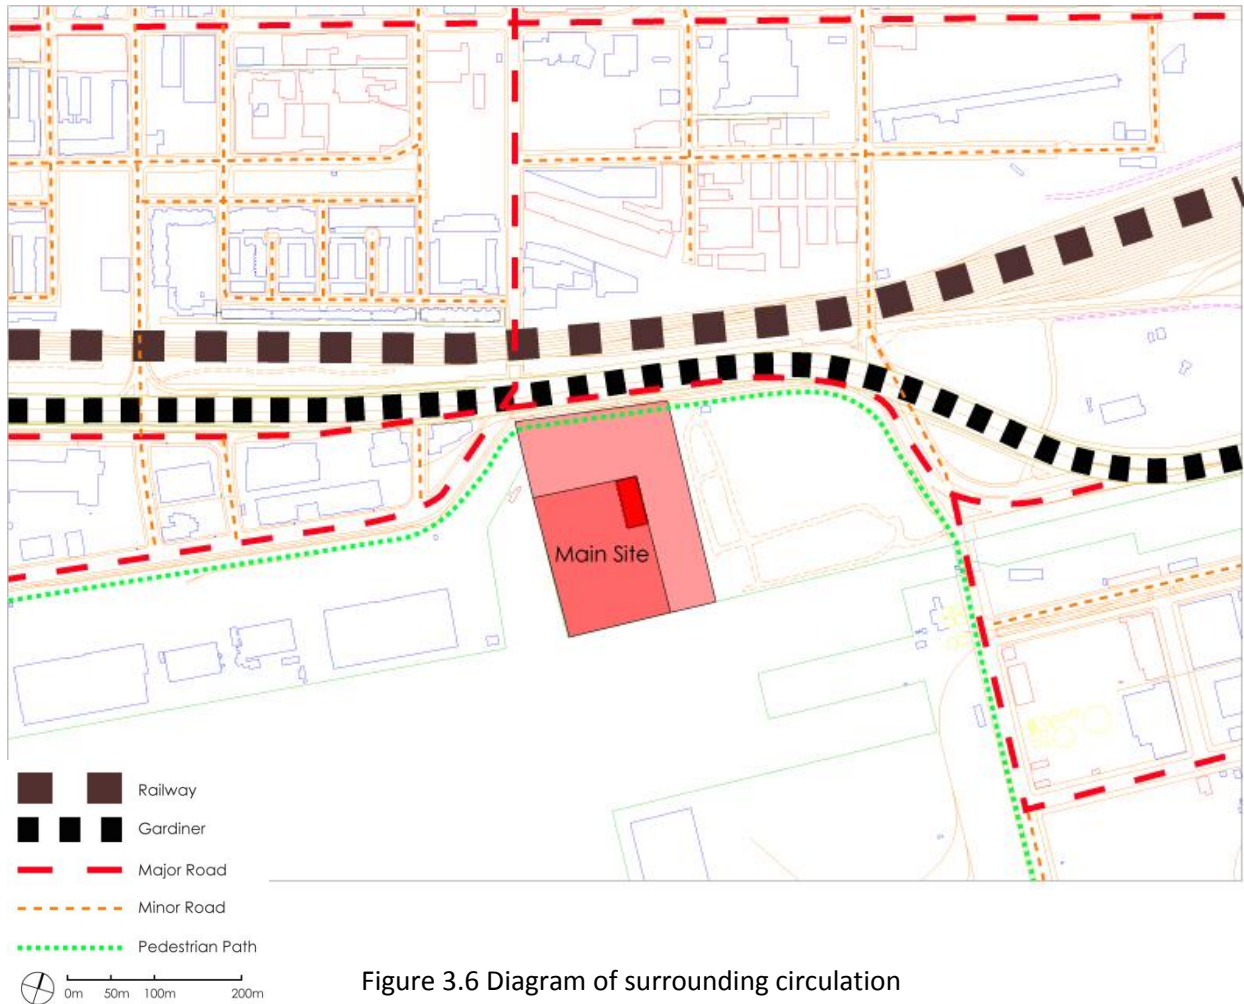 Main Site
Railway
Gardiner
Major Road
Minor Road
Pedestrian Path
0m 50m 100m 200m
Figure 3.6 Diagram of surrounding circulation